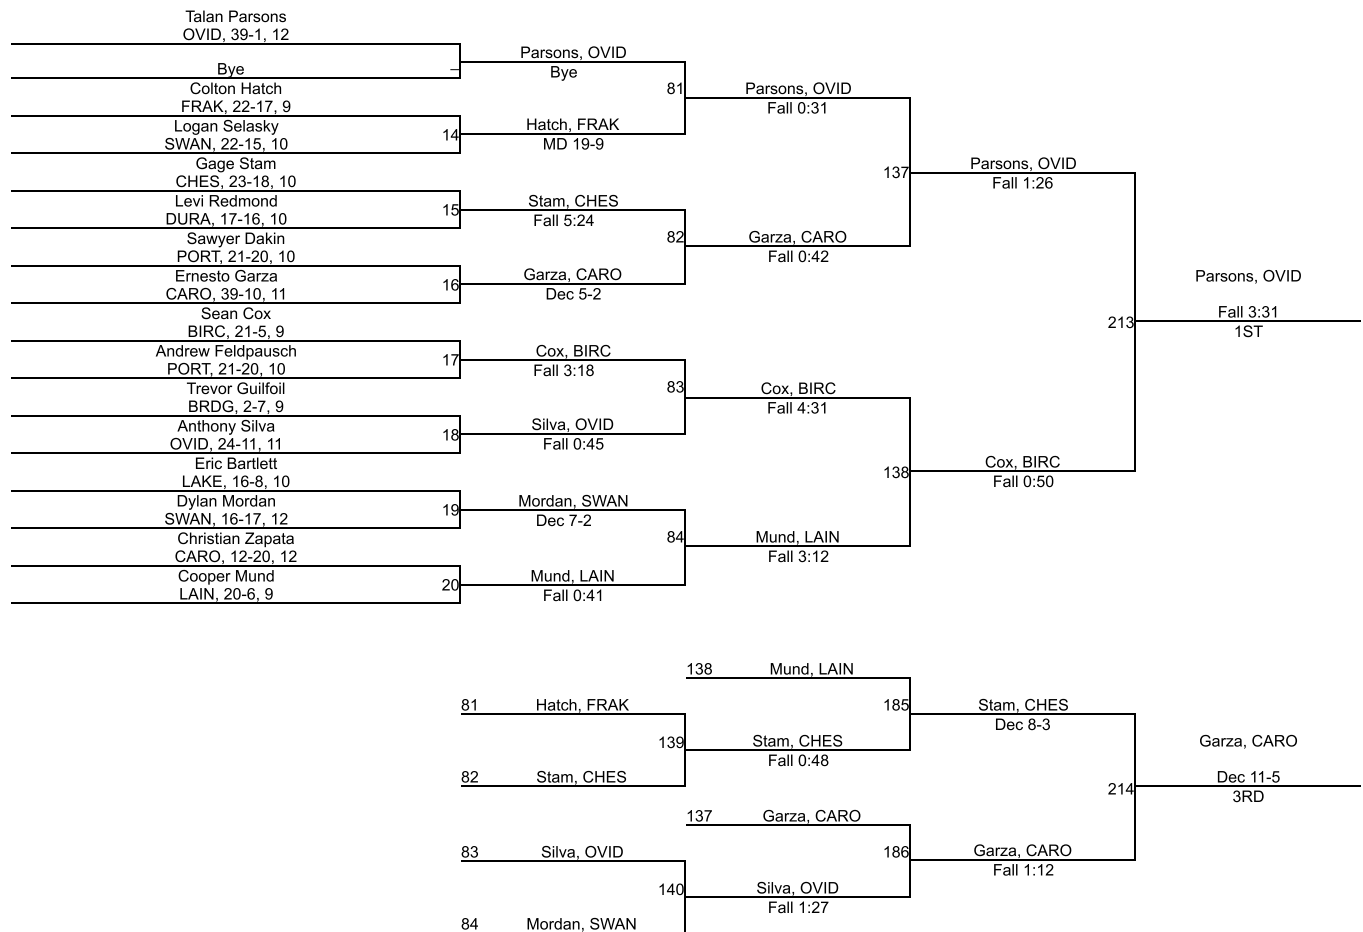 Talan Parsons
OVID, 39-1, 12
Bye
Colton Hatch
FRAK, 22-17, 9
Logan Selasky
SWAN, 22-15, 10
Gage Stam
CHES, 23-18, 10
Levi Redmond
DURA, 17-16, 10
Sawyer Dakin
PORT, 21-20, 10
Ernesto Garza
CARO, 39-10, 11
Sean Cox
BIRC, 21-5, 9
Andrew Feldpausch
PORT, 21-20, 10
Trevor Guilfoil
BRDG, 2-7, 9
Anthony Silva
OVID, 24-11, 11
Eric Bartlett
LAKE, 16-8, 10
Dylan Mordan
SWAN, 16-17, 12
Christian Zapata
CARO, 12-20, 12
Cooper Mund
LAIN, 20-6, 9
14
15
16
17
18
19
20
Parsons, OVID
Bye
Hatch, FRAK
MD 19-9
Stam, CHES
Fall 5:24
Garza, CARO
Dec 5-2
Cox, BIRC
Fall 3:18
Silva, OVID
Fall 0:45
Mordan, SWAN
Dec 7-2
Mund, LAIN
Fall 0:41
81
82
83
84
Parsons, OVID
Fall 0:31
Garza, CARO
Fall 0:42
Cox, BIRC
Fall 4:31
Mund, LAIN
Fall 3:12
137
138
Parsons, OVID
Fall 1:26
Cox, BIRC
Fall 0:50
213
Parsons, OVID
Fall 3:31
1ST
81 Hatch, FRAK
82 Stam, CHES
83 Silva, OVID
84 Mordan, SWAN
139
140
138 Mund, LAIN
Stam, CHES
Fall 0:48
137 Garza, CARO
Silva, OVID
Fall 1:27
185
186
Stam, CHES
Dec 8-3
Garza, CARO
Fall 1:12
214
Garza, CARO
Dec 11-5
3RD